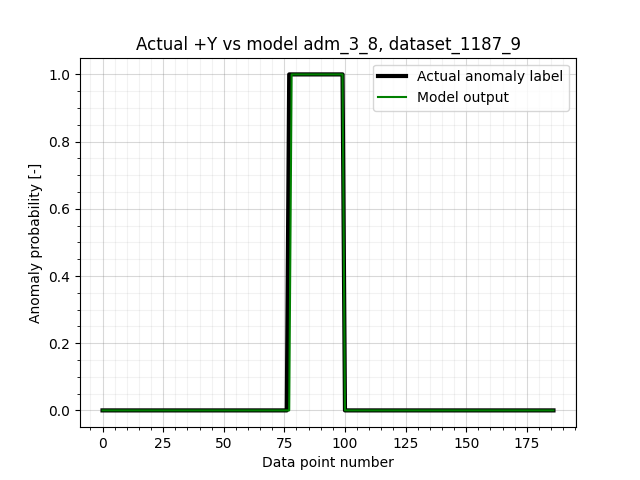 Actual +Y vs model adm_3_8, dataset_1187_9
Actual anomaly label
Model output
Anomaly probability [-]
1.0
0.8
0.6
0.4
0.2
0.0
0 25 50 75 100 125 150 175
Data point number